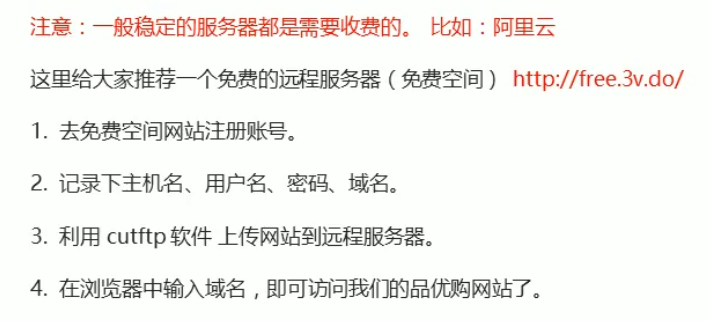 注意：一般稳定的服务器都是需要收费的。 比如：阿里云
这里给大家推荐一个免费的远程服务器（免费空间） http://free.3v.do/
1. 去免费空间网站注册账号。
2. 记录下主机名、用户名、密码、域名。
3. 利用 cutftp 软件 上传网站到远程服务器。
4. 在浏览器中输入域名，即可访问我们的品优购网站了。